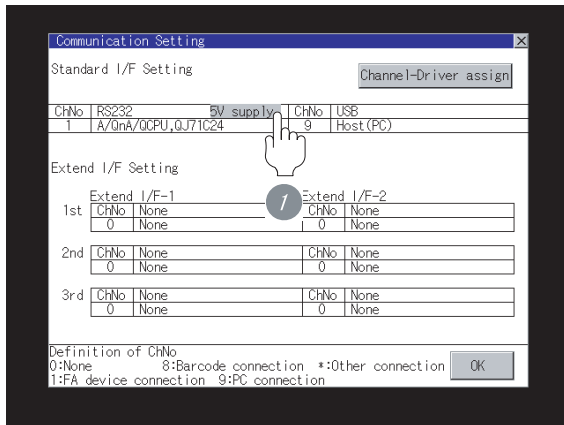 Communication Setting
Standard I/F Setting
Channel-Driver assign
ChNo RS232 5V supply ChNo USB
1 A/QnA/QCPU,QJ71C24 9 Host(PC)
Extend I/F Setting
Extend I/F-1 Extend I/F-2
1st ChNo None ChNo None
0 None 0 None
1
2nd ChNo None ChNo None
0 None 0 None
3rd ChNo None ChNo None
0 None 0 None
Definition of ChNo
0:None 8:Barcode connection *:Other connection OK
1:FA device connection 9:PC connection